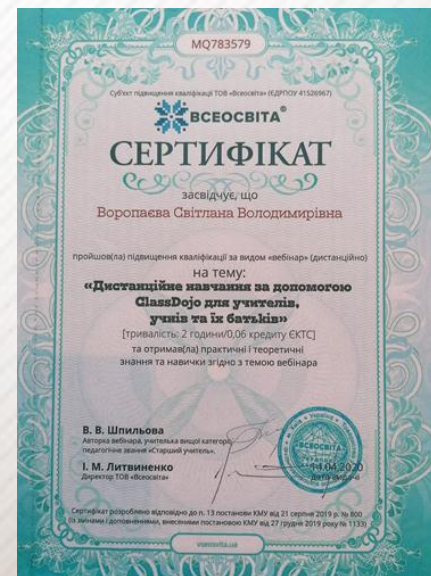 MQ783579
Суб'єкт підвищення кваліфікації ТОВ «Всеосвіта» (ЄДРПОУ 41526967)
ВСЕОСВІТА®
СЕРТИФІКАТ
засвідчує, що
Воропаєва Світлана Володимирівна
пройшов(ла) підвищення кваліфікації за видом «вебінар» (дистанційно)
на тему:
«Дистанційне навчання за допомогою
ClassDojo для учителів,
учнів та їх батьків»
[тривалість: 2 години/0,06 кредиту ЄКТС]
та отримав(ла) практичні і теоретичні
знання та навички згідно з темою вебінара
В. В. Шпильова
Авторка вебінара, учителька вищої категорії,
педагогічне звання «Старший учитель».
І. М. Литвиненко
Директор ТОВ «Всеосвіта»
ВСЕОСВІТА
14.04.2020
дата видачі
Сертифікат розроблено відповідно до п. 13 постанови КМУ від 21 серпня 2019 р. № 800
(із змінами і доповненнями, внесеними постановою КМУ від 27 грудня 2019 року № 1133)
vseosvita.ua